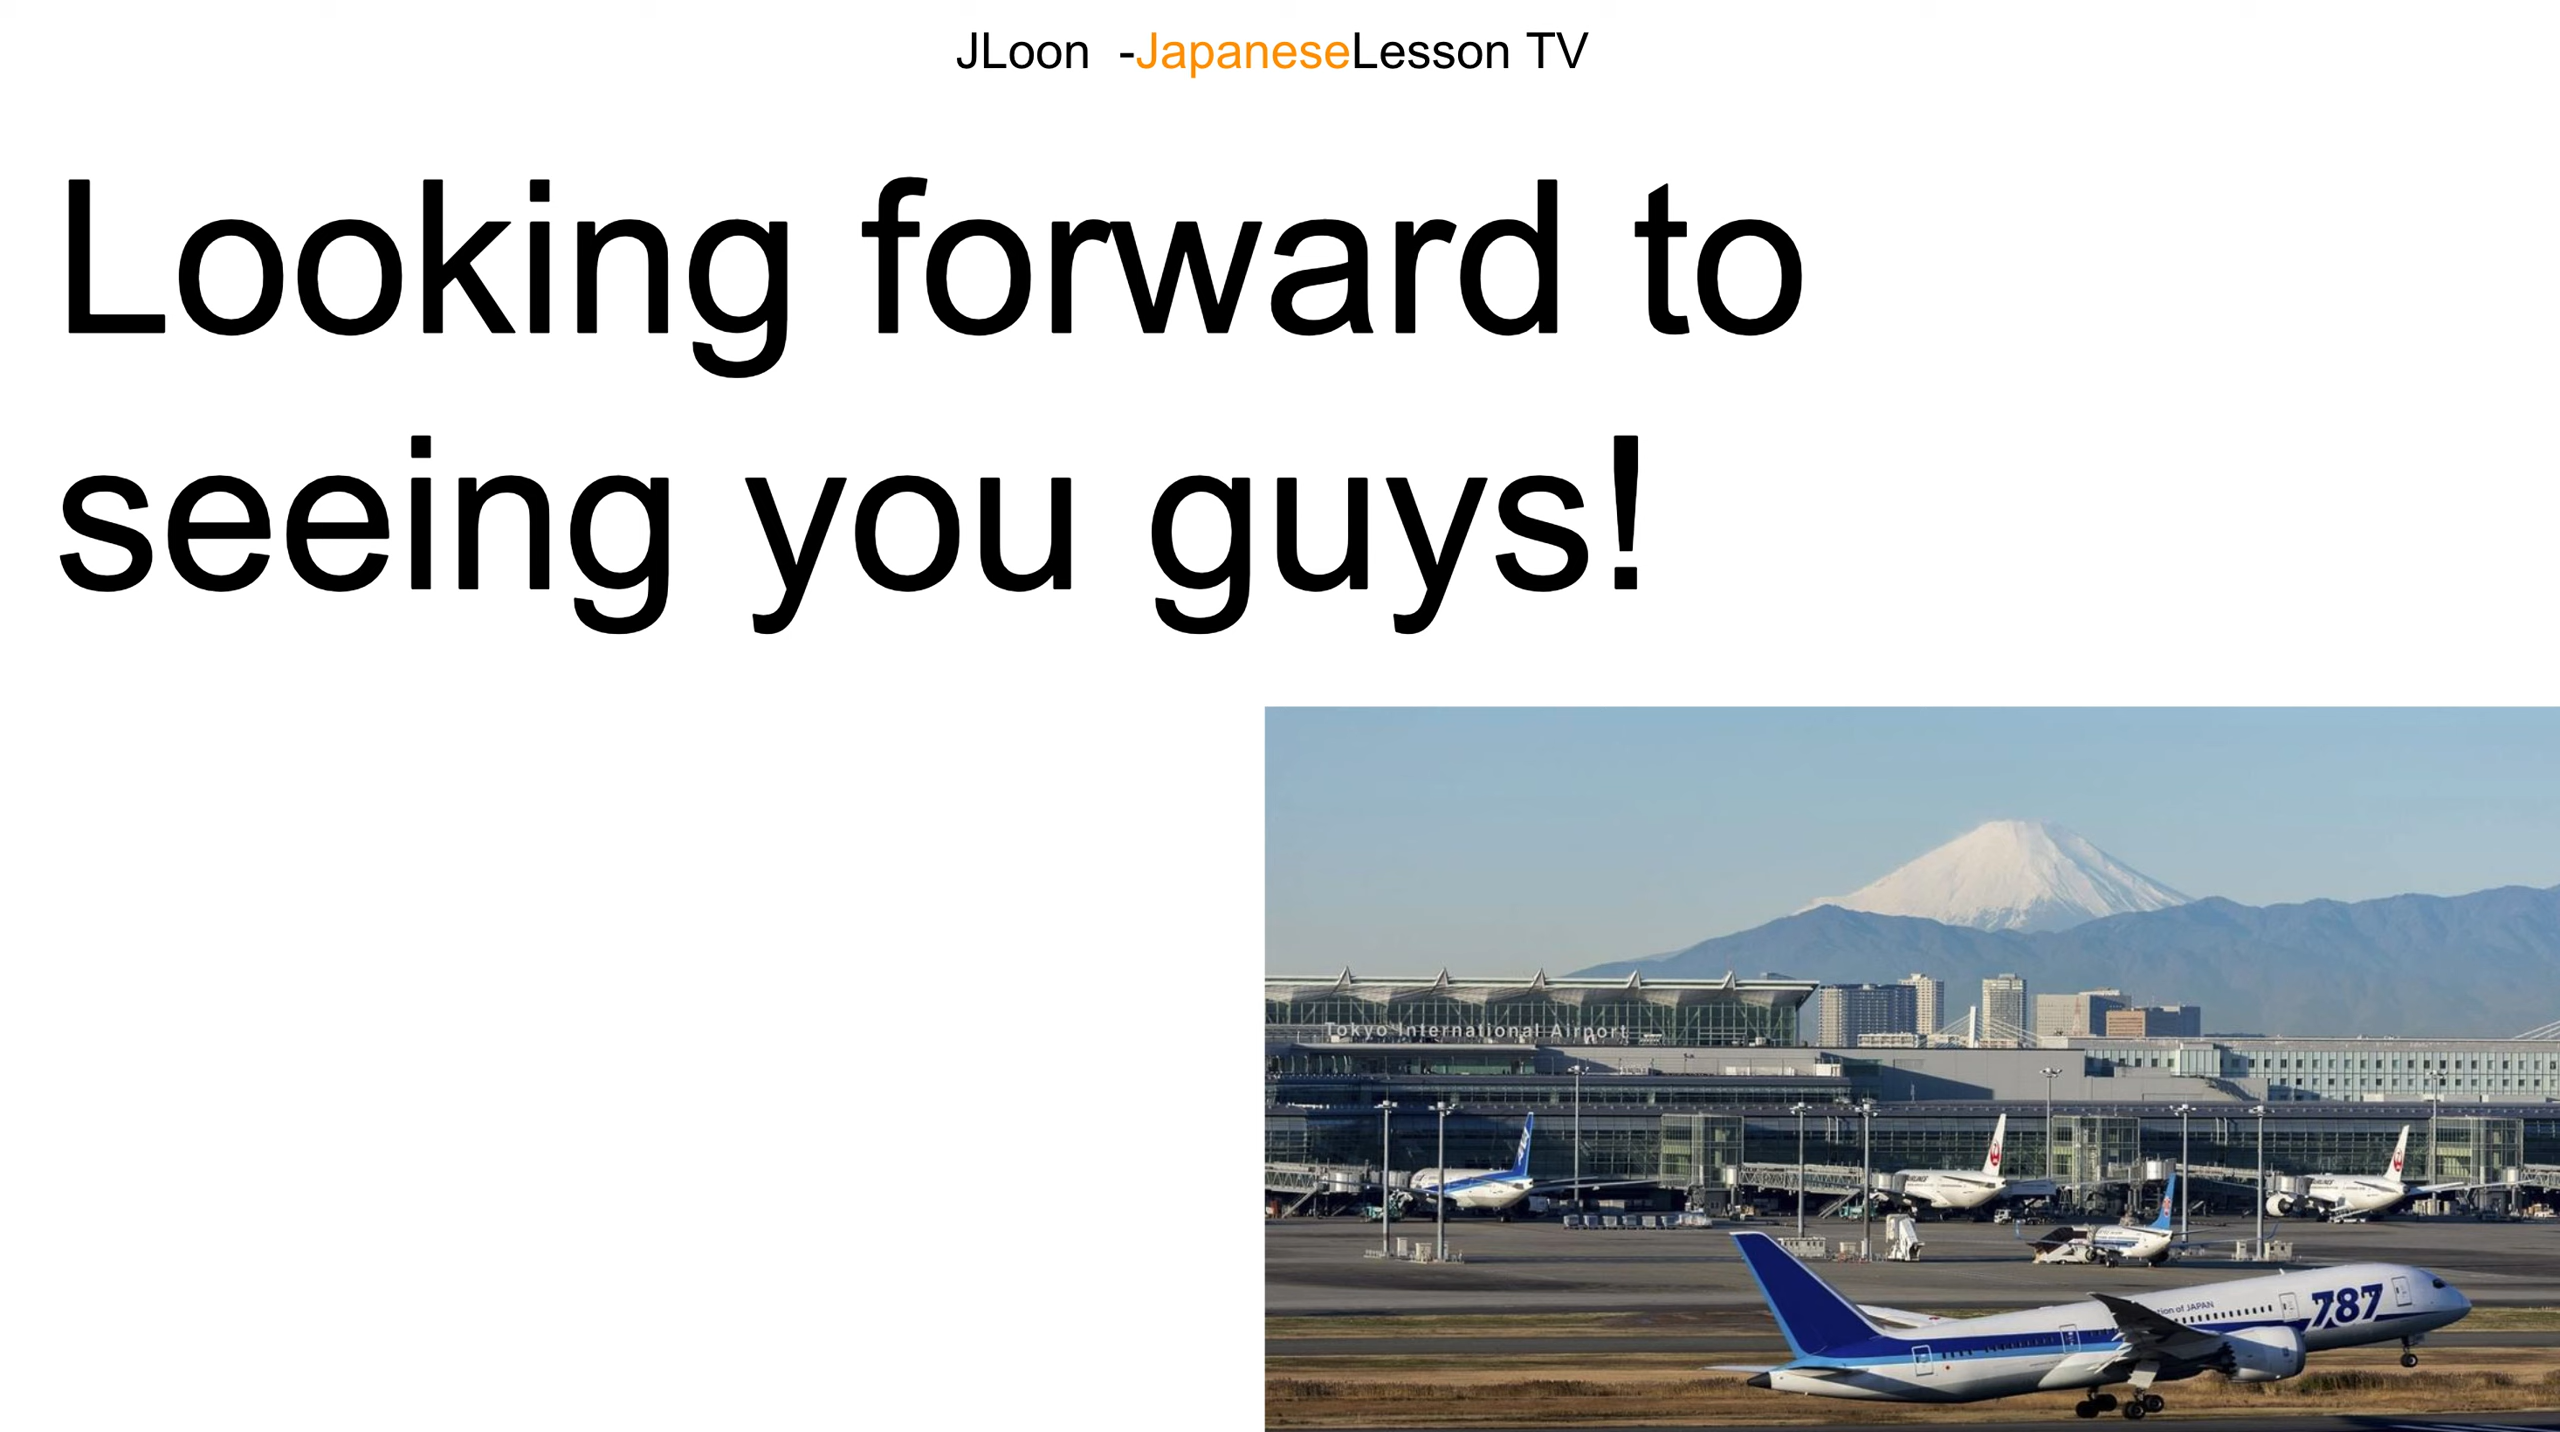 JLoon  -JapaneseLesson TV
Looking forward to
seeing you guys!
Tokyo International Airport
787